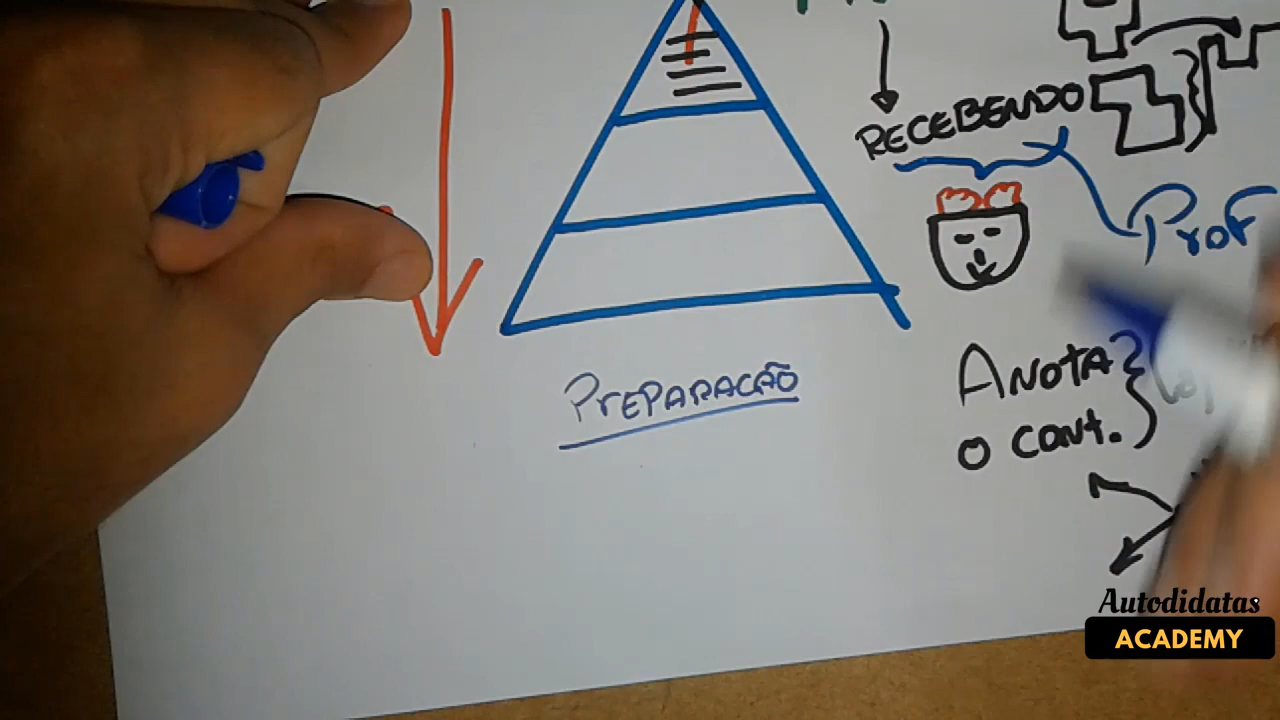 RECEBENDO
Prof
PrEPARAÇÃO
ANOTA
O CONT.
Autodidatas
ACADEMY